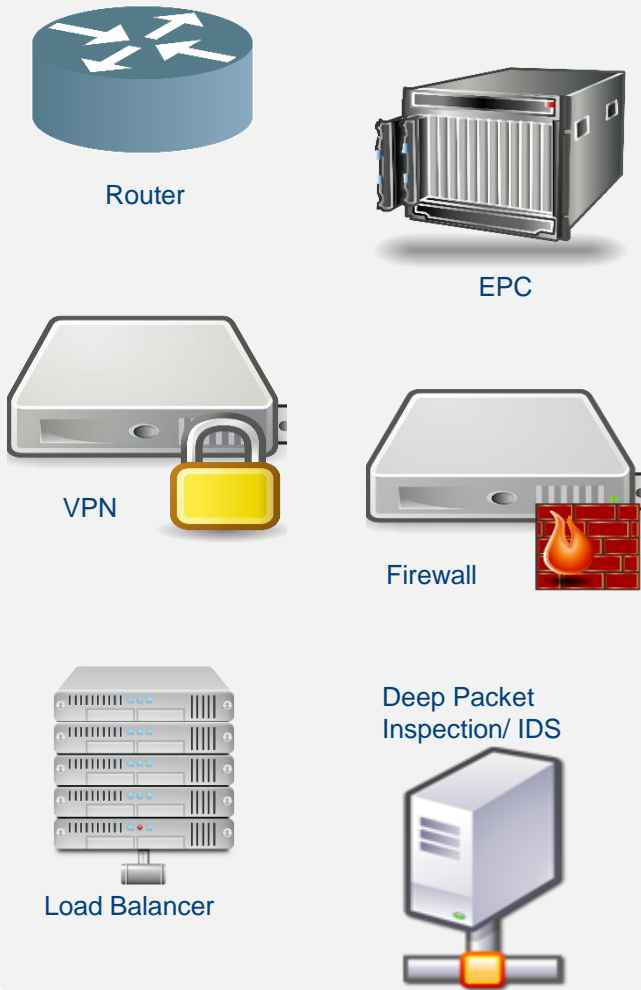 Router
EPC
VPN
Firewall
Deep Packet
Inspection/ IDS
Load Balancer